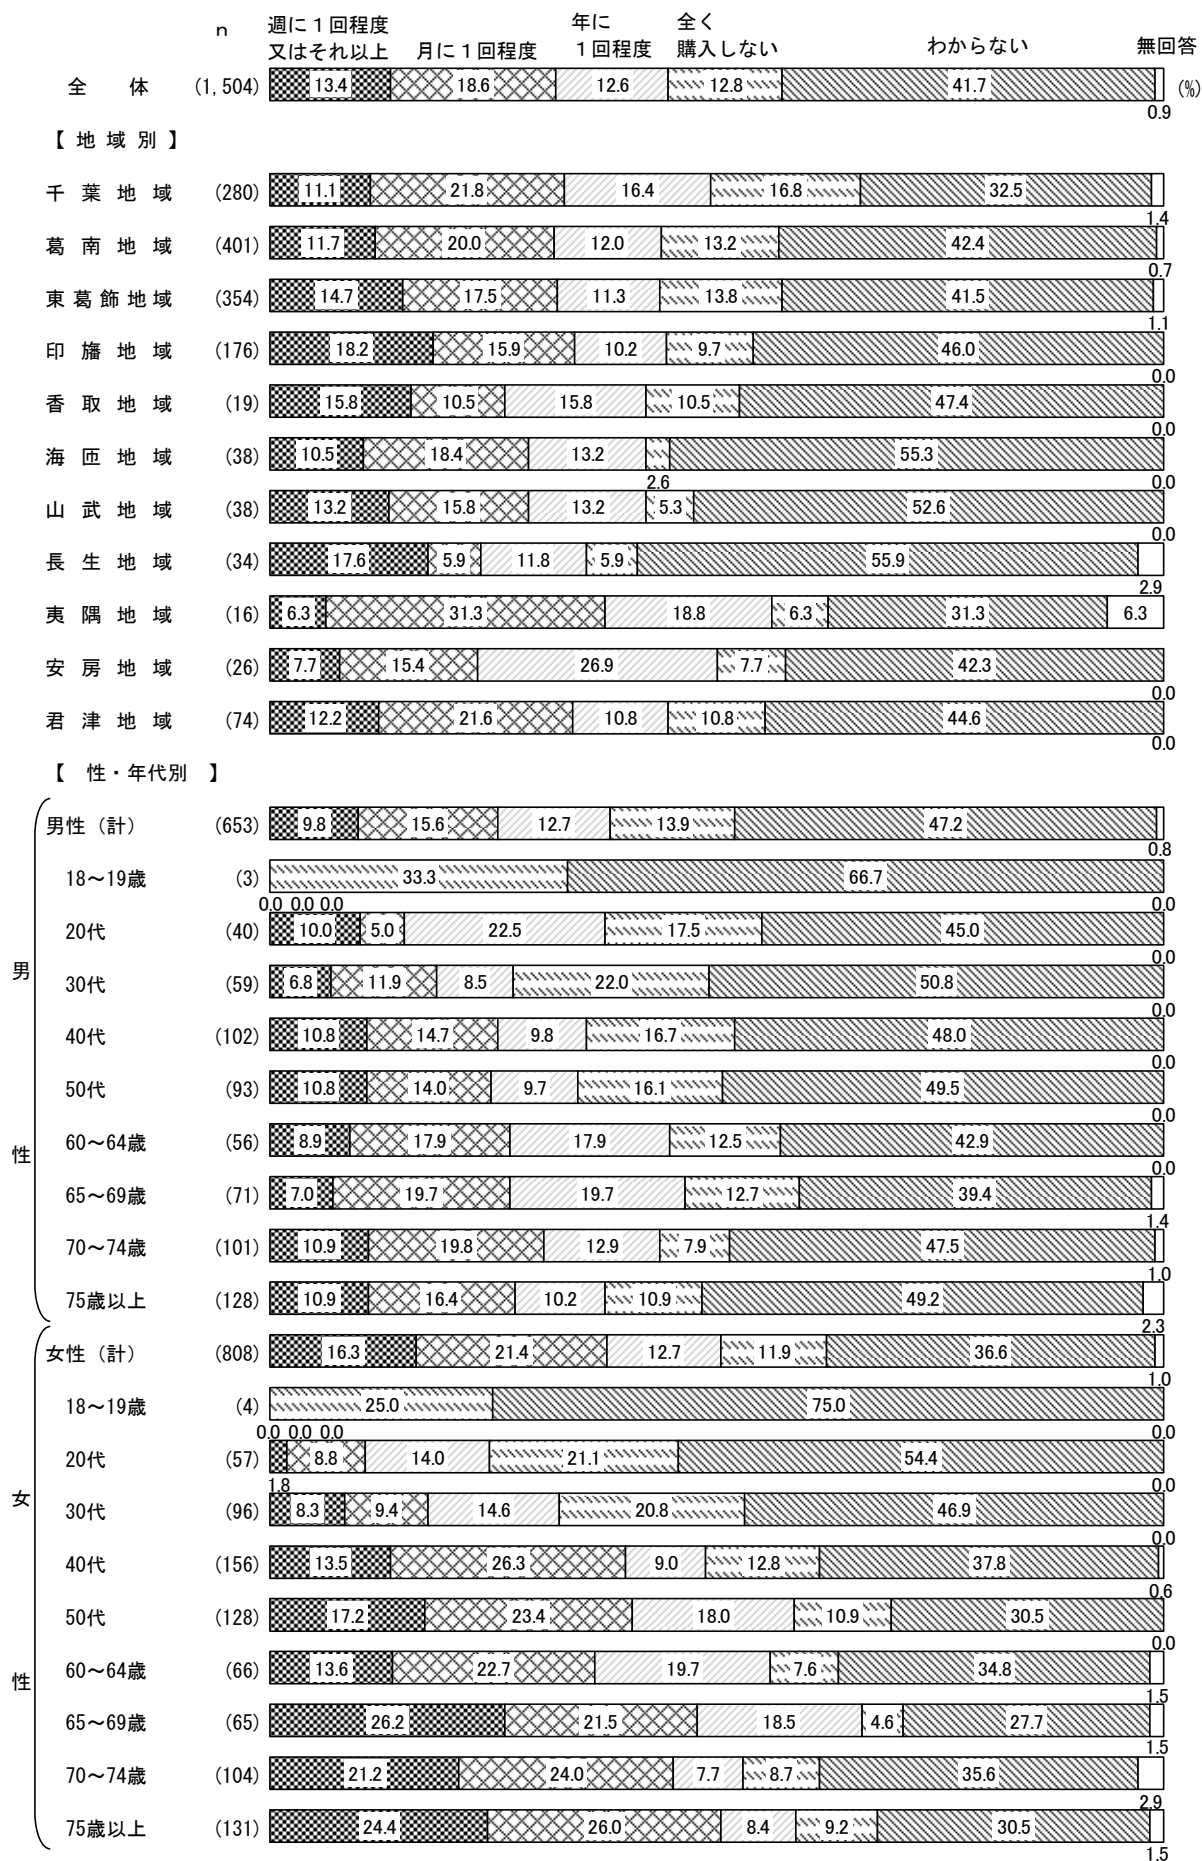 n 週に１回程度 又はそれ以上 月に１回程度 年に １回程度 全く 購入しない わからない 無回答
全　体 (1,504) 13.4 18.6 12.6 12.8 41.7 0.9 (%)
【 地 域 別 】
千 葉 地 域 (280) 11.1 21.8 16.4 16.8 32.5 1.4
葛 南 地 域 (401) 11.7 20.0 12.0 13.2 42.4 0.7
東 葛 飾 地 域 (354) 14.7 17.5 11.3 13.8 41.5 1.1
印 旛 地 域 (176) 18.2 15.9 10.2 9.7 46.0 0.0
香 取 地 域 (19) 15.8 10.5 15.8 10.5 47.4 0.0
海 匝 地 域 (38) 10.5 18.4 13.2 2.6 55.3 0.0
山 武 地 域 (38) 13.2 15.8 13.2 5.3 52.6 0.0
長 生 地 域 (34) 17.6 5.9 11.8 5.9 55.9 2.9
夷 隅 地 域 (16) 6.3 31.3 18.8 6.3 31.3 6.3
安 房 地 域 (26) 7.7 15.4 26.9 7.7 42.3 0.0
君 津 地 域 (74) 12.2 21.6 10.8 10.8 44.6 0.0
【　性・年代別　】
男性（計） (653) 9.8 15.6 12.7 13.9 47.2 0.8
男性
18～19歳 (3) 0.0 0.0 0.0 33.3 66.7 0.0
20代 (40) 10.0 5.0 22.5 17.5 45.0 0.0
30代 (59) 6.8 11.9 8.5 22.0 50.8 0.0
40代 (102) 10.8 14.7 9.8 16.7 48.0 0.0
50代 (93) 10.8 14.0 9.7 16.1 49.5 0.0
60～64歳 (56) 8.9 17.9 17.9 12.5 42.9 0.0
65～69歳 (71) 7.0 19.7 19.7 12.7 39.4 1.4
70～74歳 (101) 10.9 19.8 12.9 7.9 47.5 1.0
75歳以上 (128) 10.9 16.4 10.2 10.9 49.2 2.3
女性（計） (808) 16.3 21.4 12.7 11.9 36.6 1.0
女性
18～19歳 (4) 0.0 0.0 0.0 25.0 75.0 0.0
20代 (57) 1.8 8.8 14.0 21.1 54.4 0.0
30代 (96) 8.3 9.4 14.6 20.8 46.9 0.0
40代 (156) 13.5 26.3 9.0 12.8 37.8 0.6
50代 (128) 17.2 23.4 18.0 10.9 30.5 0.0
60～64歳 (66) 13.6 22.7 19.7 7.6 34.8 1.5
65～69歳 (65) 26.2 21.5 18.5 4.6 27.7 1.5
70～74歳 (104) 21.2 24.0 7.7 8.7 35.6 2.9
75歳以上 (131) 24.4 26.0 8.4 9.2 30.5 1.5